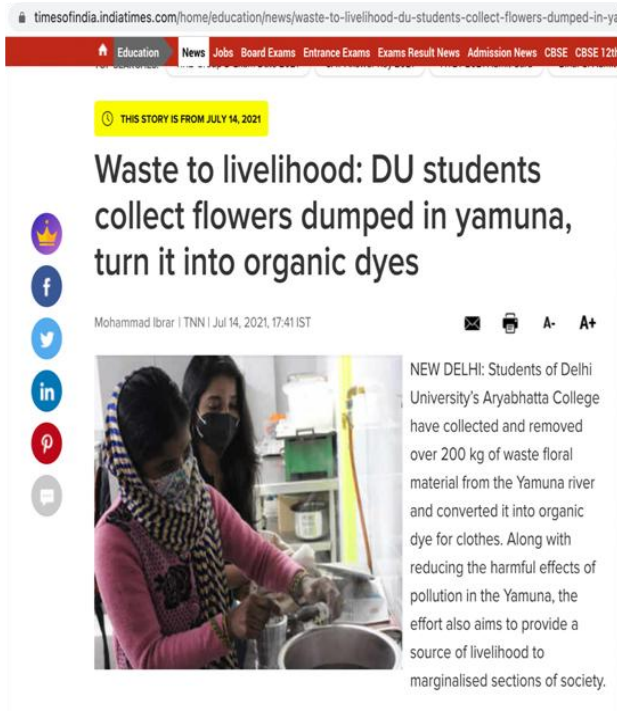 timesofindia.indiatimes.com/home/education/news/waste-to-livelihood-du-students-collect-flowers-dumped-in-ya
Education News Jobs Board Exams Entrance Exams Exams Result News Admission News CBSE CBSE 12th
THIS STORY IS FROM JULY 14, 2021
Waste to livelihood: DU students
collect flowers dumped in yamuna,
turn it into organic dyes
Mohammad Ibrar | TNN | Jul 14, 2021, 17:41 IST
A- A+
NEW DELHI: Students of Delhi
University's Aryabhatta College
have collected and removed
over 200 kg of waste floral
material from the Yamuna river
and converted it into organic
dye for clothes. Along with
reducing the harmful effects of
pollution in the Yamuna, the
effort also aims to provide a
source of livelihood to
marginalised sections of society.